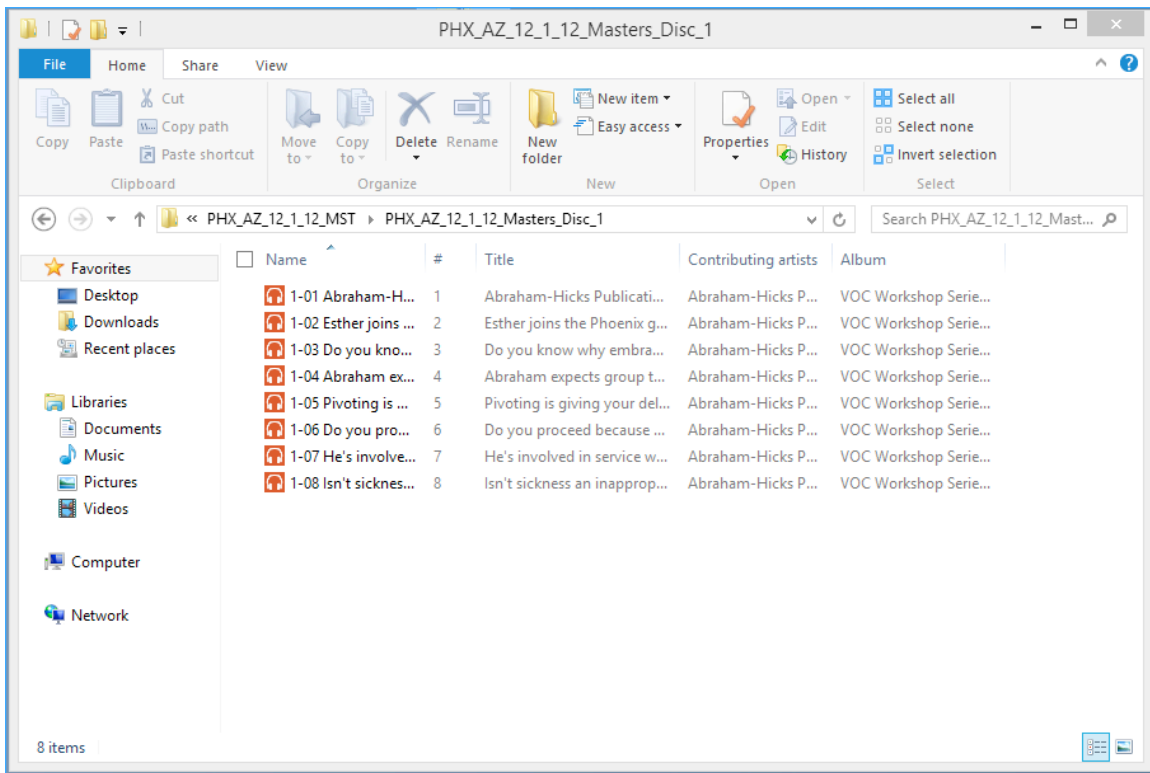 PHX_AZ_12_1_12_Masters_Disc_1
File Home Share View
Copy
Paste
Cut
Copy path
Paste shortcut
Clipboard
Move to
Copy to
Delete
Rename
Organize
New folder
New item
Easy access
New
Properties
Open
Edit
History
Open
Select all
Select none
Invert selection
Select
« PHX_AZ_12_1_12_MST PHX_AZ_12_1_12_Masters_Disc_1
Search PHX_AZ_12_1_12_Mast...
Favorites
Desktop
Downloads
Recent places
Libraries
Documents
Music
Pictures
Videos
Computer
Network
Name # Title Contributing artists Album
1-01 Abraham-H... 1 Abraham-Hicks Publicati... Abraham-Hicks P... VOC Workshop Serie...
1-02 Esther joins ... 2 Esther joins the Phoenix g... Abraham-Hicks P... VOC Workshop Serie...
1-03 Do you kno... 3 Do you know why embra... Abraham-Hicks P... VOC Workshop Serie...
1-04 Abraham ex... 4 Abraham expects group t... Abraham-Hicks P... VOC Workshop Serie...
1-05 Pivoting is ... 5 Pivoting is giving your del... Abraham-Hicks P... VOC Workshop Serie...
1-06 Do you pro... 6 Do you proceed because ... Abraham-Hicks P... VOC Workshop Serie...
1-07 He's involve... 7 He's involved in service w... Abraham-Hicks P... VOC Workshop Serie...
1-08 Isn't sicknes... 8 Isn't sickness an inapprop... Abraham-Hicks P... VOC Workshop Serie...
8 items